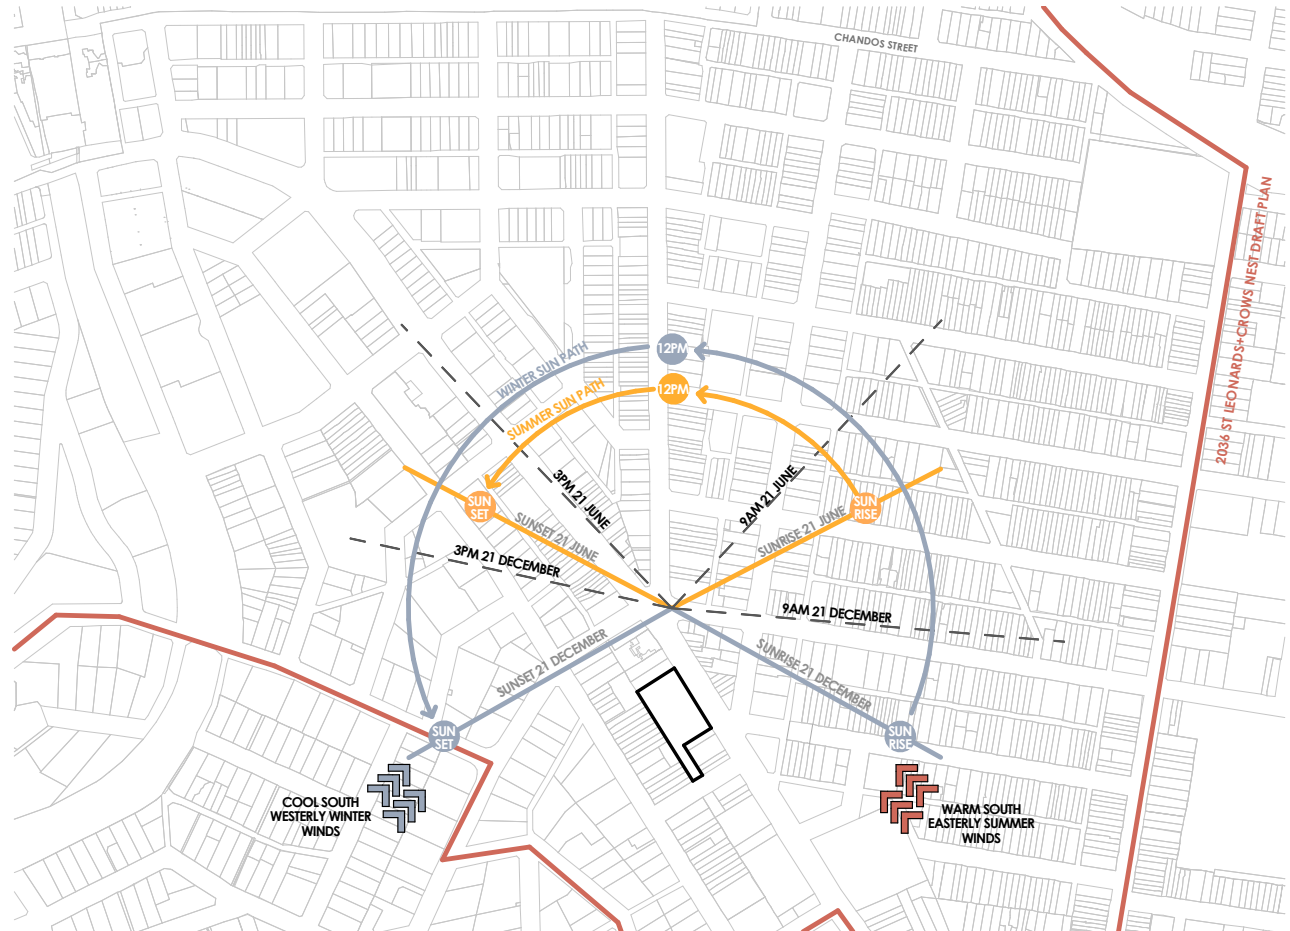 CHANDOS STREET
2036 ST LEONARDS+CROWS NEST DRAFT PLAN
WINTER SUN PATH
12PM
SUMMER SUN PATH
12PM
3PM 21 JUNE
9AM 21 JUNE
SUN
SET
SUN
RISE
SUNSET 21 JUNE
SUNRISE 21 JUNE
3PM 21 DECEMBER
9AM 21 DECEMBER
SUNSET 21 DECEMBER
SUNRISE 21 DECEMBER
SUN
SET
SUN
RISE
COOL SOUTH
WESTERLY WINTER
WINDS
WARM SOUTH
EASTERLY SUMMER
WINDS